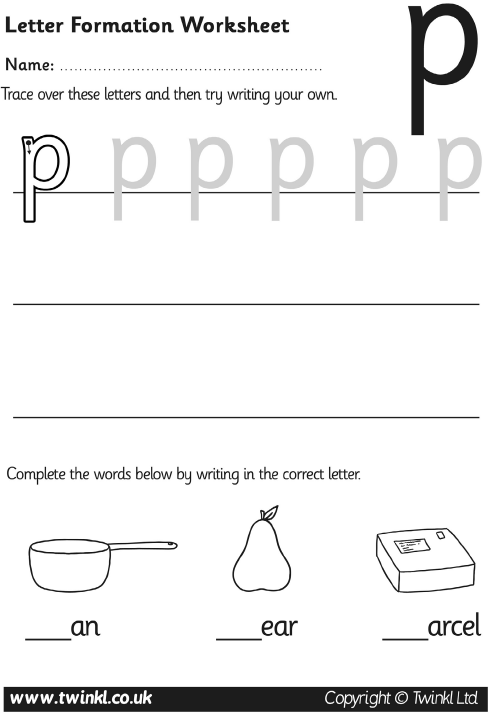 Letter Formation Worksheet
p
Name: ......................................................
Trace over these letters and then try writing your own.
p p p p p p
Complete the words below by writing in the correct letter.
___an ___ear ___arcel
www.twinkl.co.uk Copyright © Twinkl Ltd